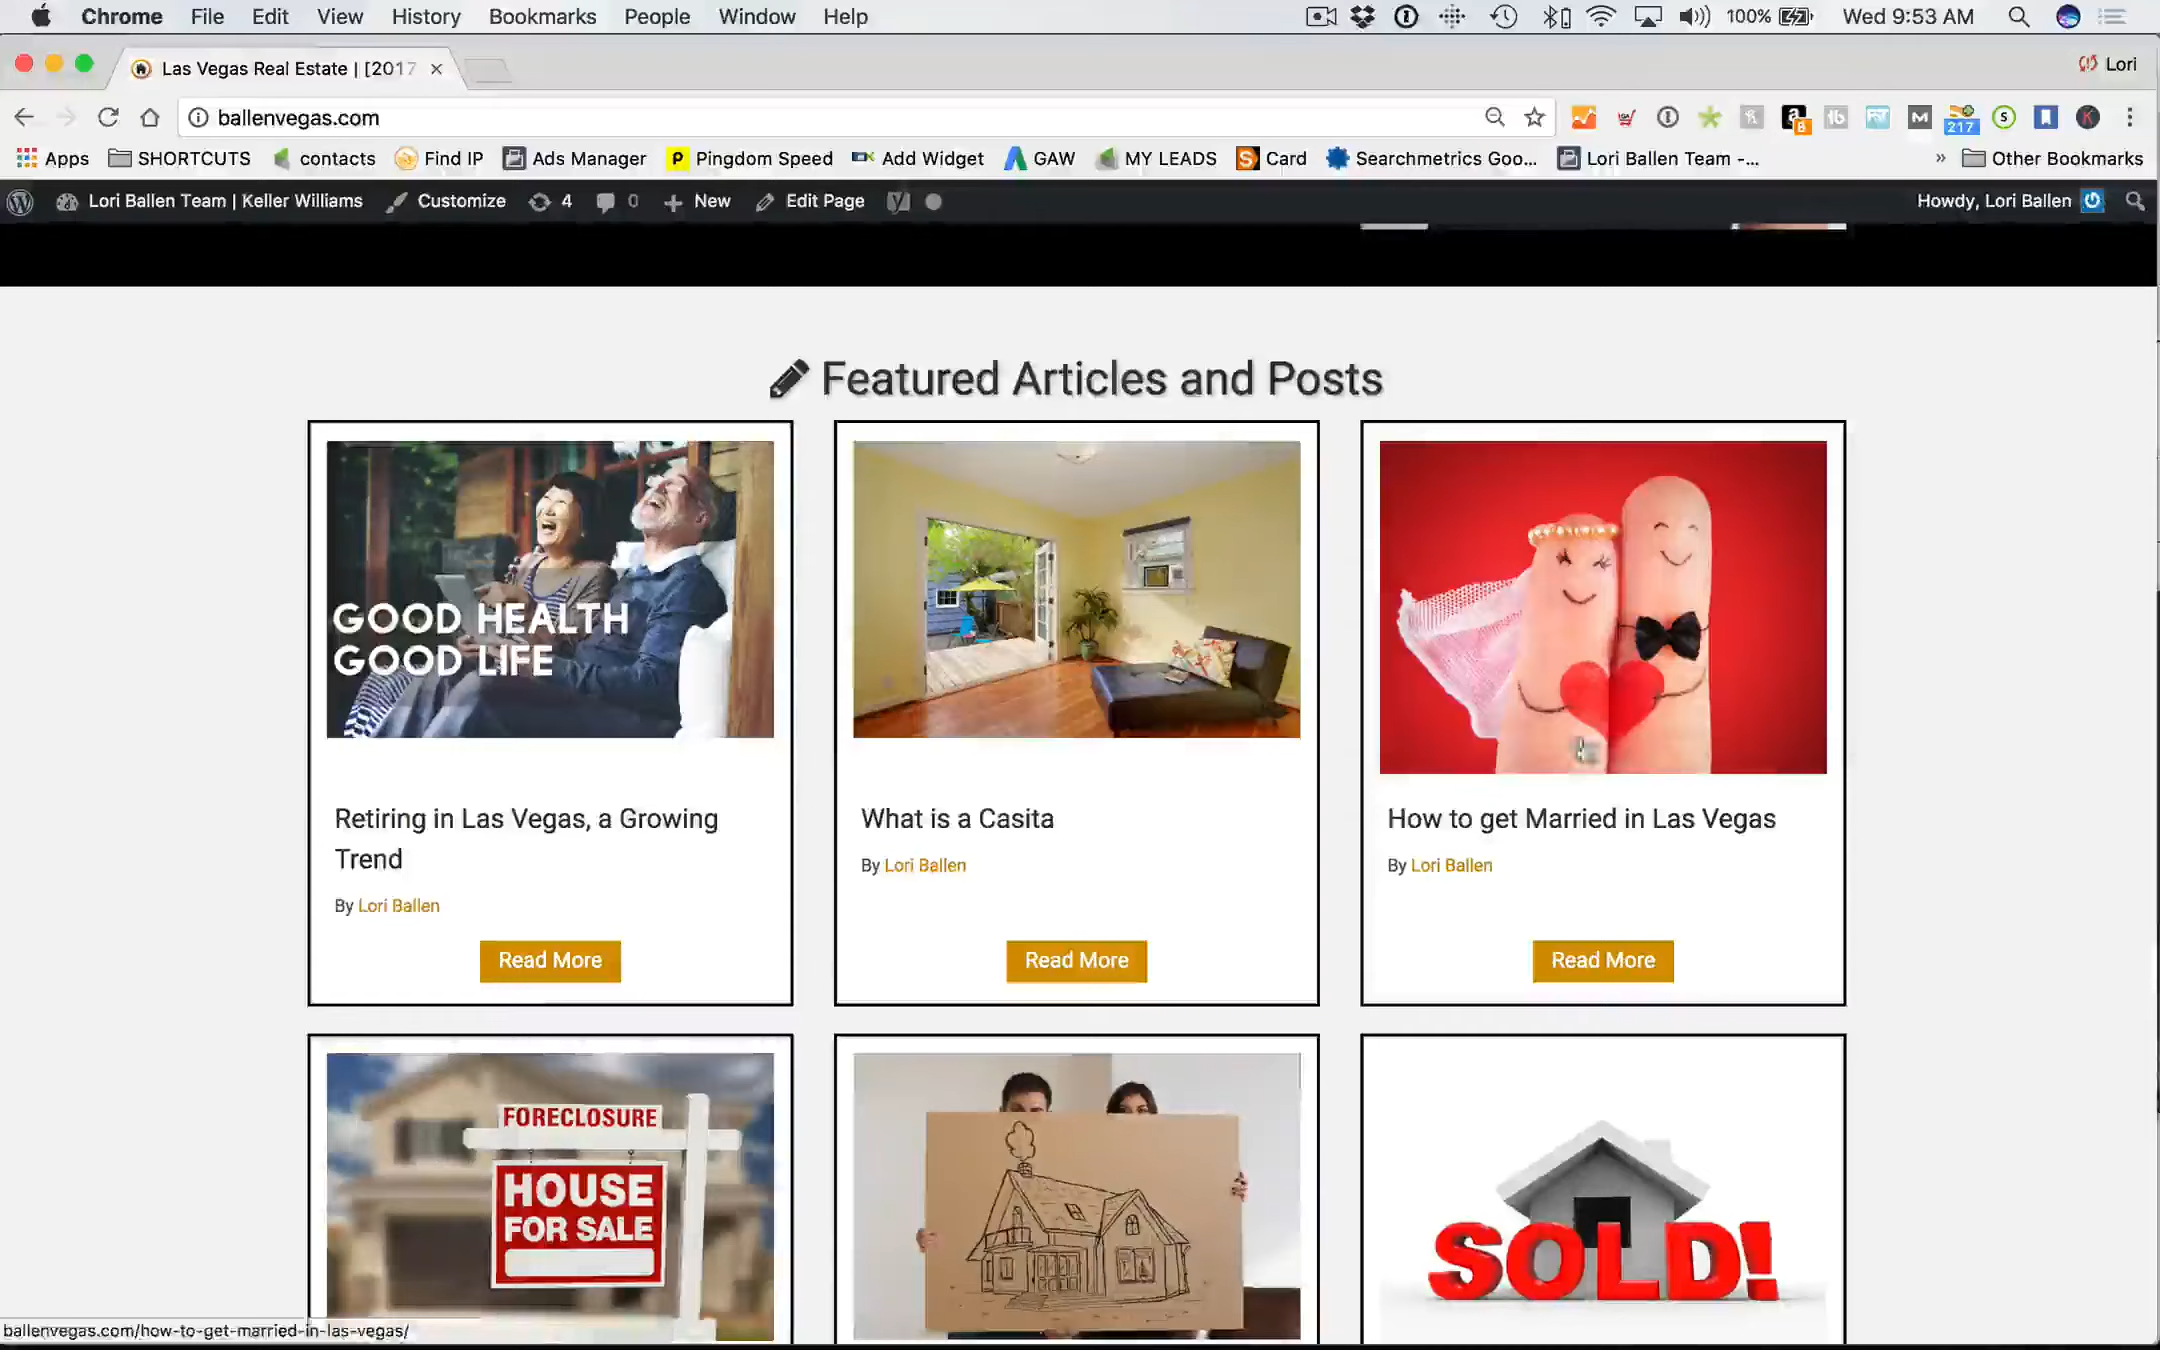 Chrome File Edit View History Bookmarks People Window Help 100% Wed 9:53 AM
Las Vegas Real Estate | [2017 Lori
ballenvegas.com 217
Apps SHORTCUTS contacts Find IP Ads Manager Pingdom Speed Add Widget GAW MY LEADS Card Searchmetrics Goo... Lori Ballen Team -... » Other Bookmarks
Lori Ballen Team | Keller Williams Customize 4 0 New Edit Page Howdy, Lori Ballen
Featured Articles and Posts
GOOD HEALTH
GOOD LIFE
Retiring in Las Vegas, a Growing
Trend
By Lori Ballen
Read More
What is a Casita
By Lori Ballen
Read More
How to get Married in Las Vegas
By Lori Ballen
Read More
FORECLOSURE
HOUSE
FOR SALE
SOLD!
ballenvegas.com/how-to-get-married-in-las-vegas/